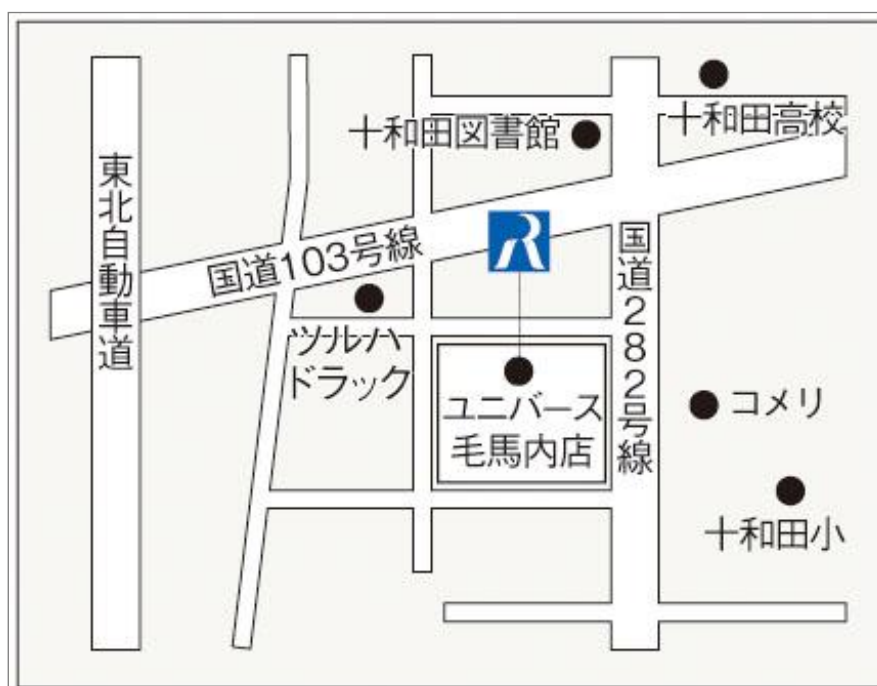 十和田高校
十和田図書館
東北自動車道
国道103号線
国道282号線
ツルハ
ドラック
ユニバース
毛馬内店
コメリ
十和田小